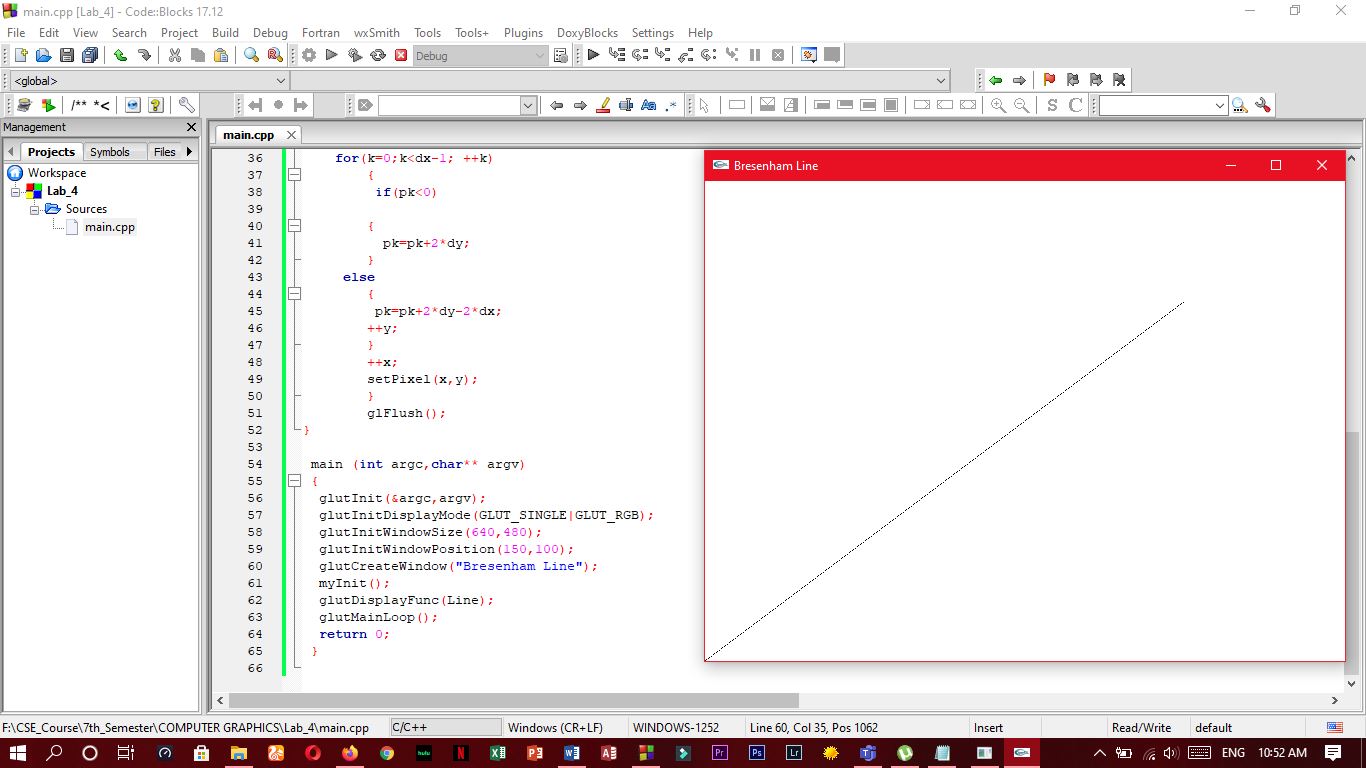 main.cpp [Lab_4] - Code::Blocks 17.12
File Edit View Search Project Build Debug Fortran wxSmith Tools Tools+ Plugins DoxyBlocks Settings Help
Debug
<global>
/** *< Aa .* S C
Management
Projects Symbols Files
Workspace
Lab_4
Sources
main.cpp
main.cpp
36 for(k=0;k<dx-1; ++k)
37 {
38 if(pk<0)
39
40 {
41 pk=pk+2*dy;
42 }
43 else
44 {
45 pk=pk+2*dy-2*dx;
46 ++y;
47 }
48 ++x;
49 setPixel(x,y);
50 }
51 glFlush();
52 }
53
54 main (int argc,char** argv)
55 {
56 glutInit(&argc,argv);
57 glutInitDisplayMode(GLUT_SINGLE|GLUT_RGB);
58 glutInitWindowSize(640,480);
59 glutInitWindowPosition(150,100);
60 glutCreateWindow("Bresenham Line");
61 myInit();
62 glutDisplayFunc(Line);
63 glutMainLoop();
64 return 0;
65 }
66
Bresenham Line
F:\CSE_Course\7th_Semester\COMPUTER GRAPHICS\Lab_4\main.cpp C/C++ Windows (CR+LF) WINDOWS-1252 Line 60, Col 35, Pos 1062 Insert Read/Write default
hulu N Pr Ps Lr ENG 10:52 AM